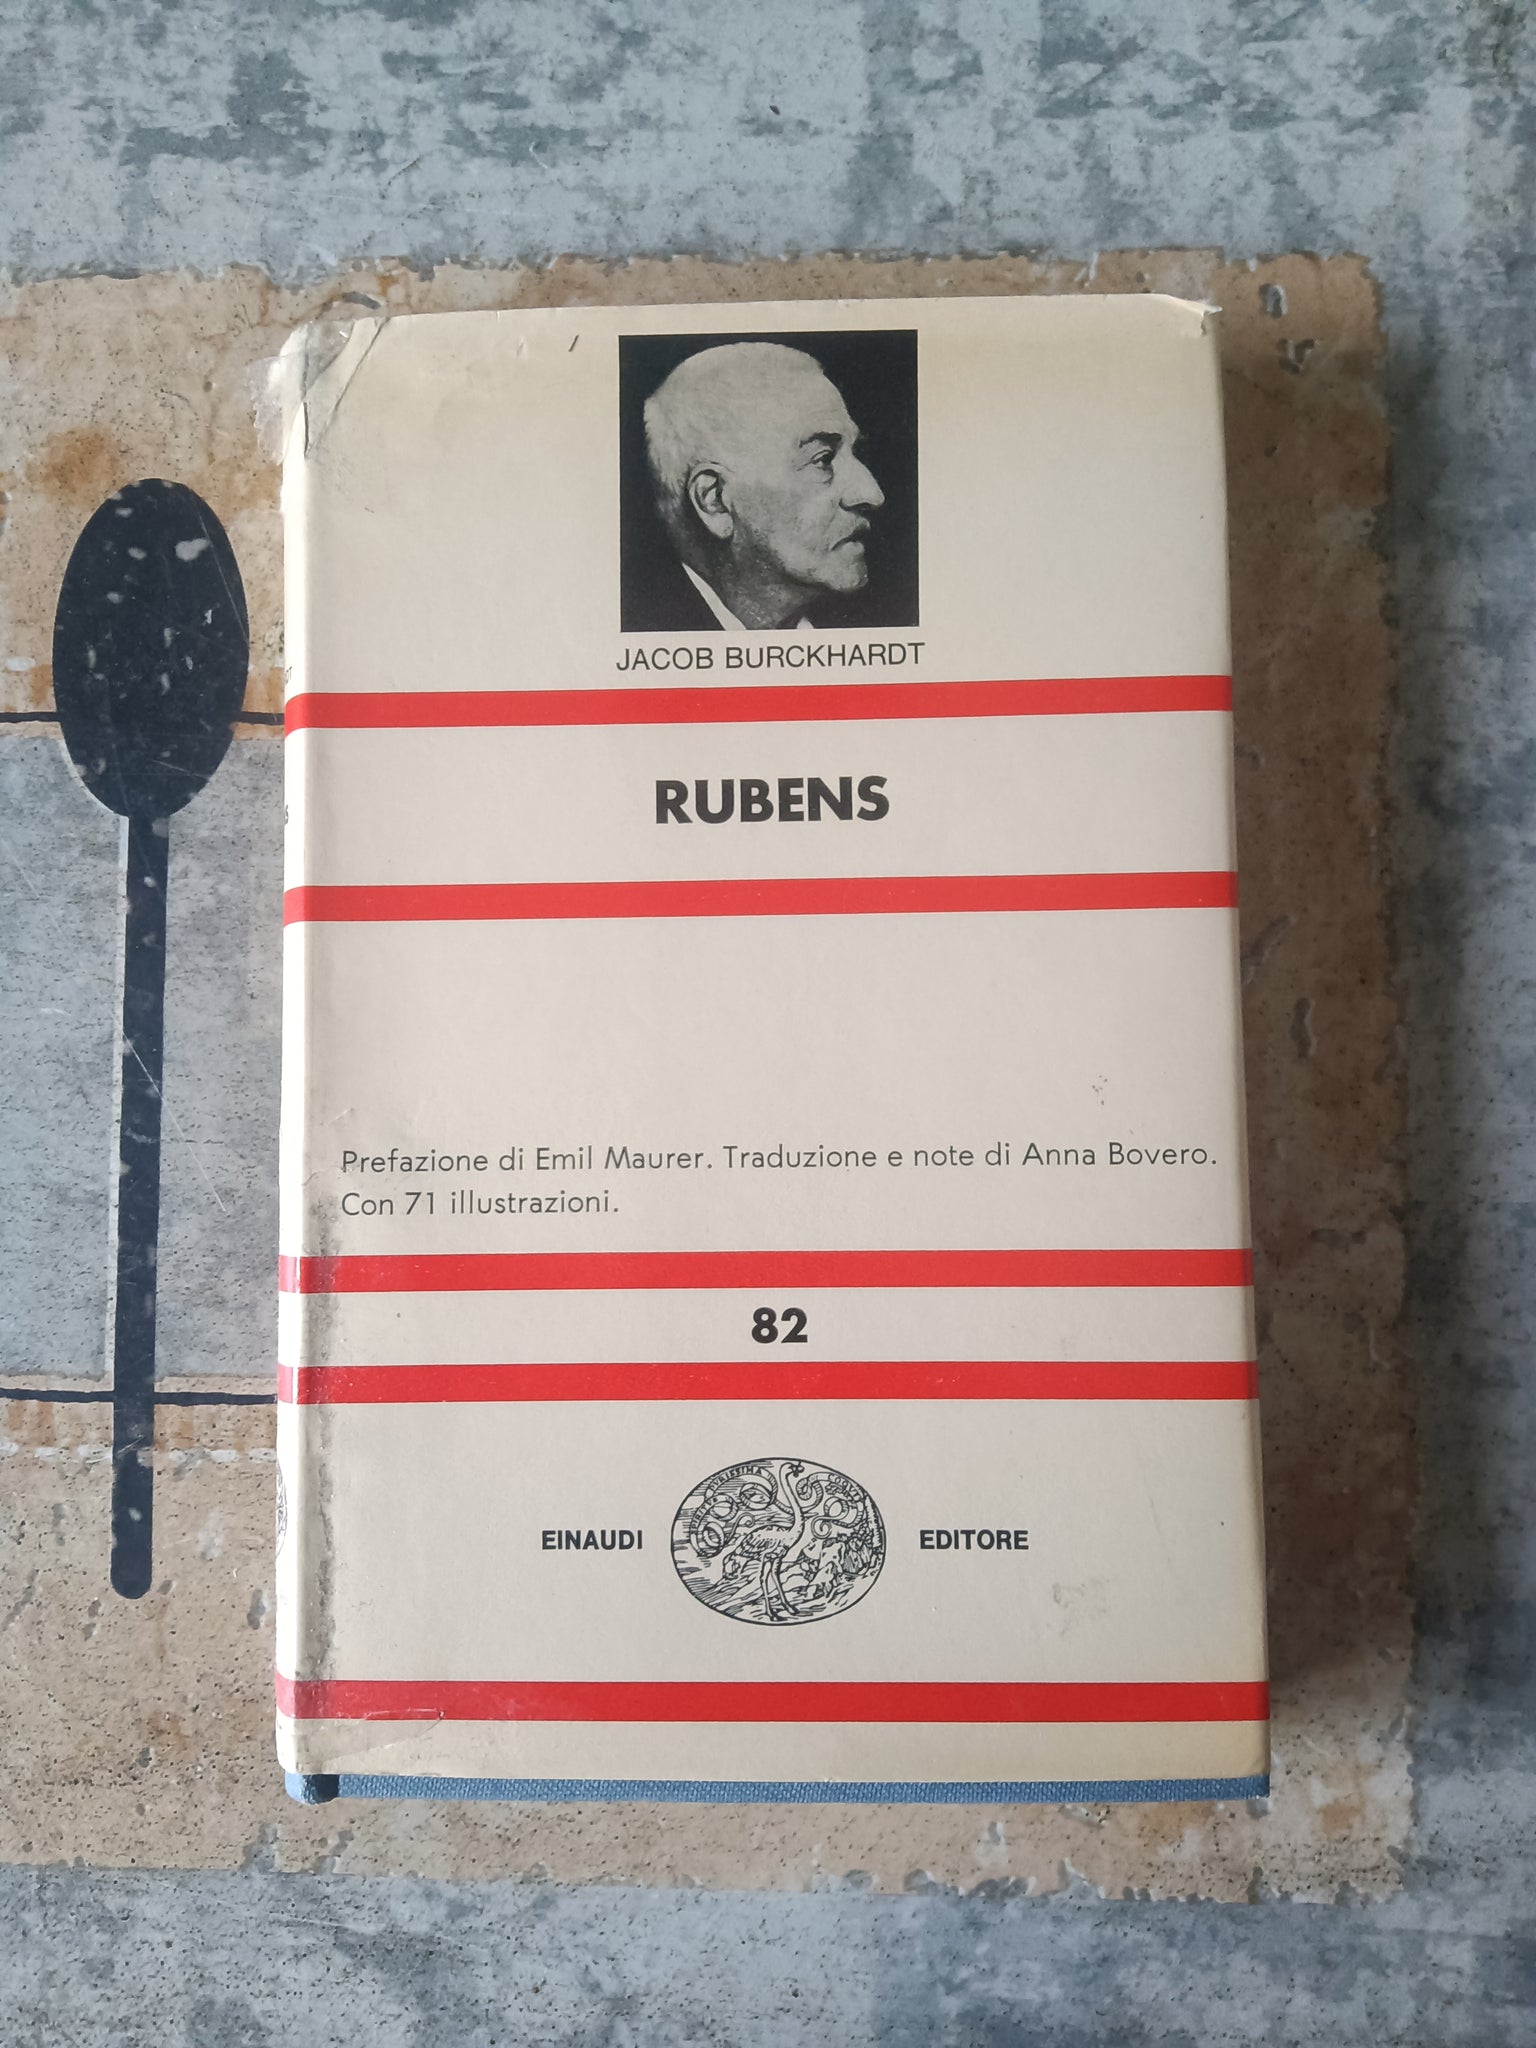 JACOB BURCKHARDT
RUBENS
Prefazione di Emil Maurer. Traduzione e note di Anna Bovero.
Con 71 illustrazioni.
82
EINAUDI
EDITORE